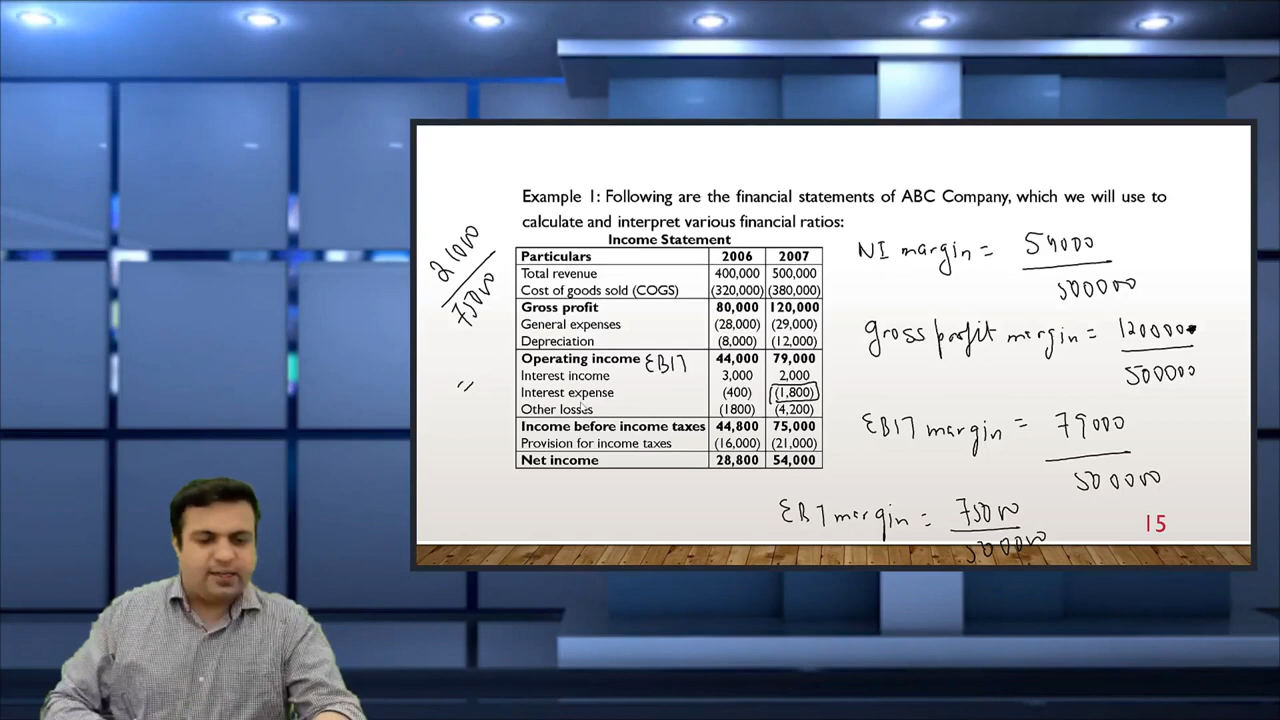 Example 1: Following are the financial statements of ABC Company, which we will use to
calculate and interpret various financial ratios:
Income Statement
Particulars 2006 2007
Total revenue 400,000 500,000
Cost of goods sold (COGS) (320,000) (380,000)
Gross profit 80,000 120,000
General expenses (28,000) (29,000)
Depreciation (8,000) (12,000)
Operating income EBIT 44,000 79,000
Interest income 3,000 2,000
Interest expense (400) (1,800)
Other losses (1800) (4,200)
Income before income taxes 44,800 75,000
Provision for income taxes (16,000) (21,000)
Net income 28,800 54,000
21000
75000
=
NI margin = 54000
500000
Gross profit margin = 120000
500000
EBIT margin = 79000
500000
EBT margin = 75000
500000
15